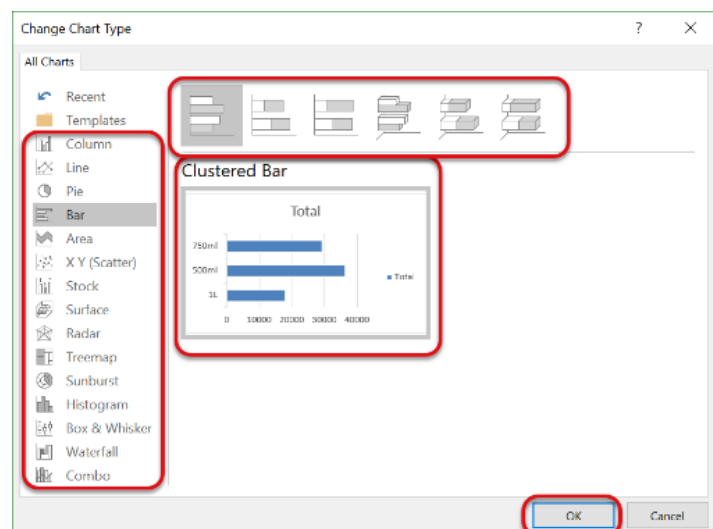 Change Chart Type
?
All Charts
Recent
Templates
Column
Line
Pie
Bar
Area
X Y (Scatter)
Stock
Surface
Radar
Treemap
Sunburst
Histogram
Box & Whisker
Waterfall
Combo
Clustered Bar
Total
750ml
500ml
1L
Total
0 10000 20000 30000 40000
OK Cancel